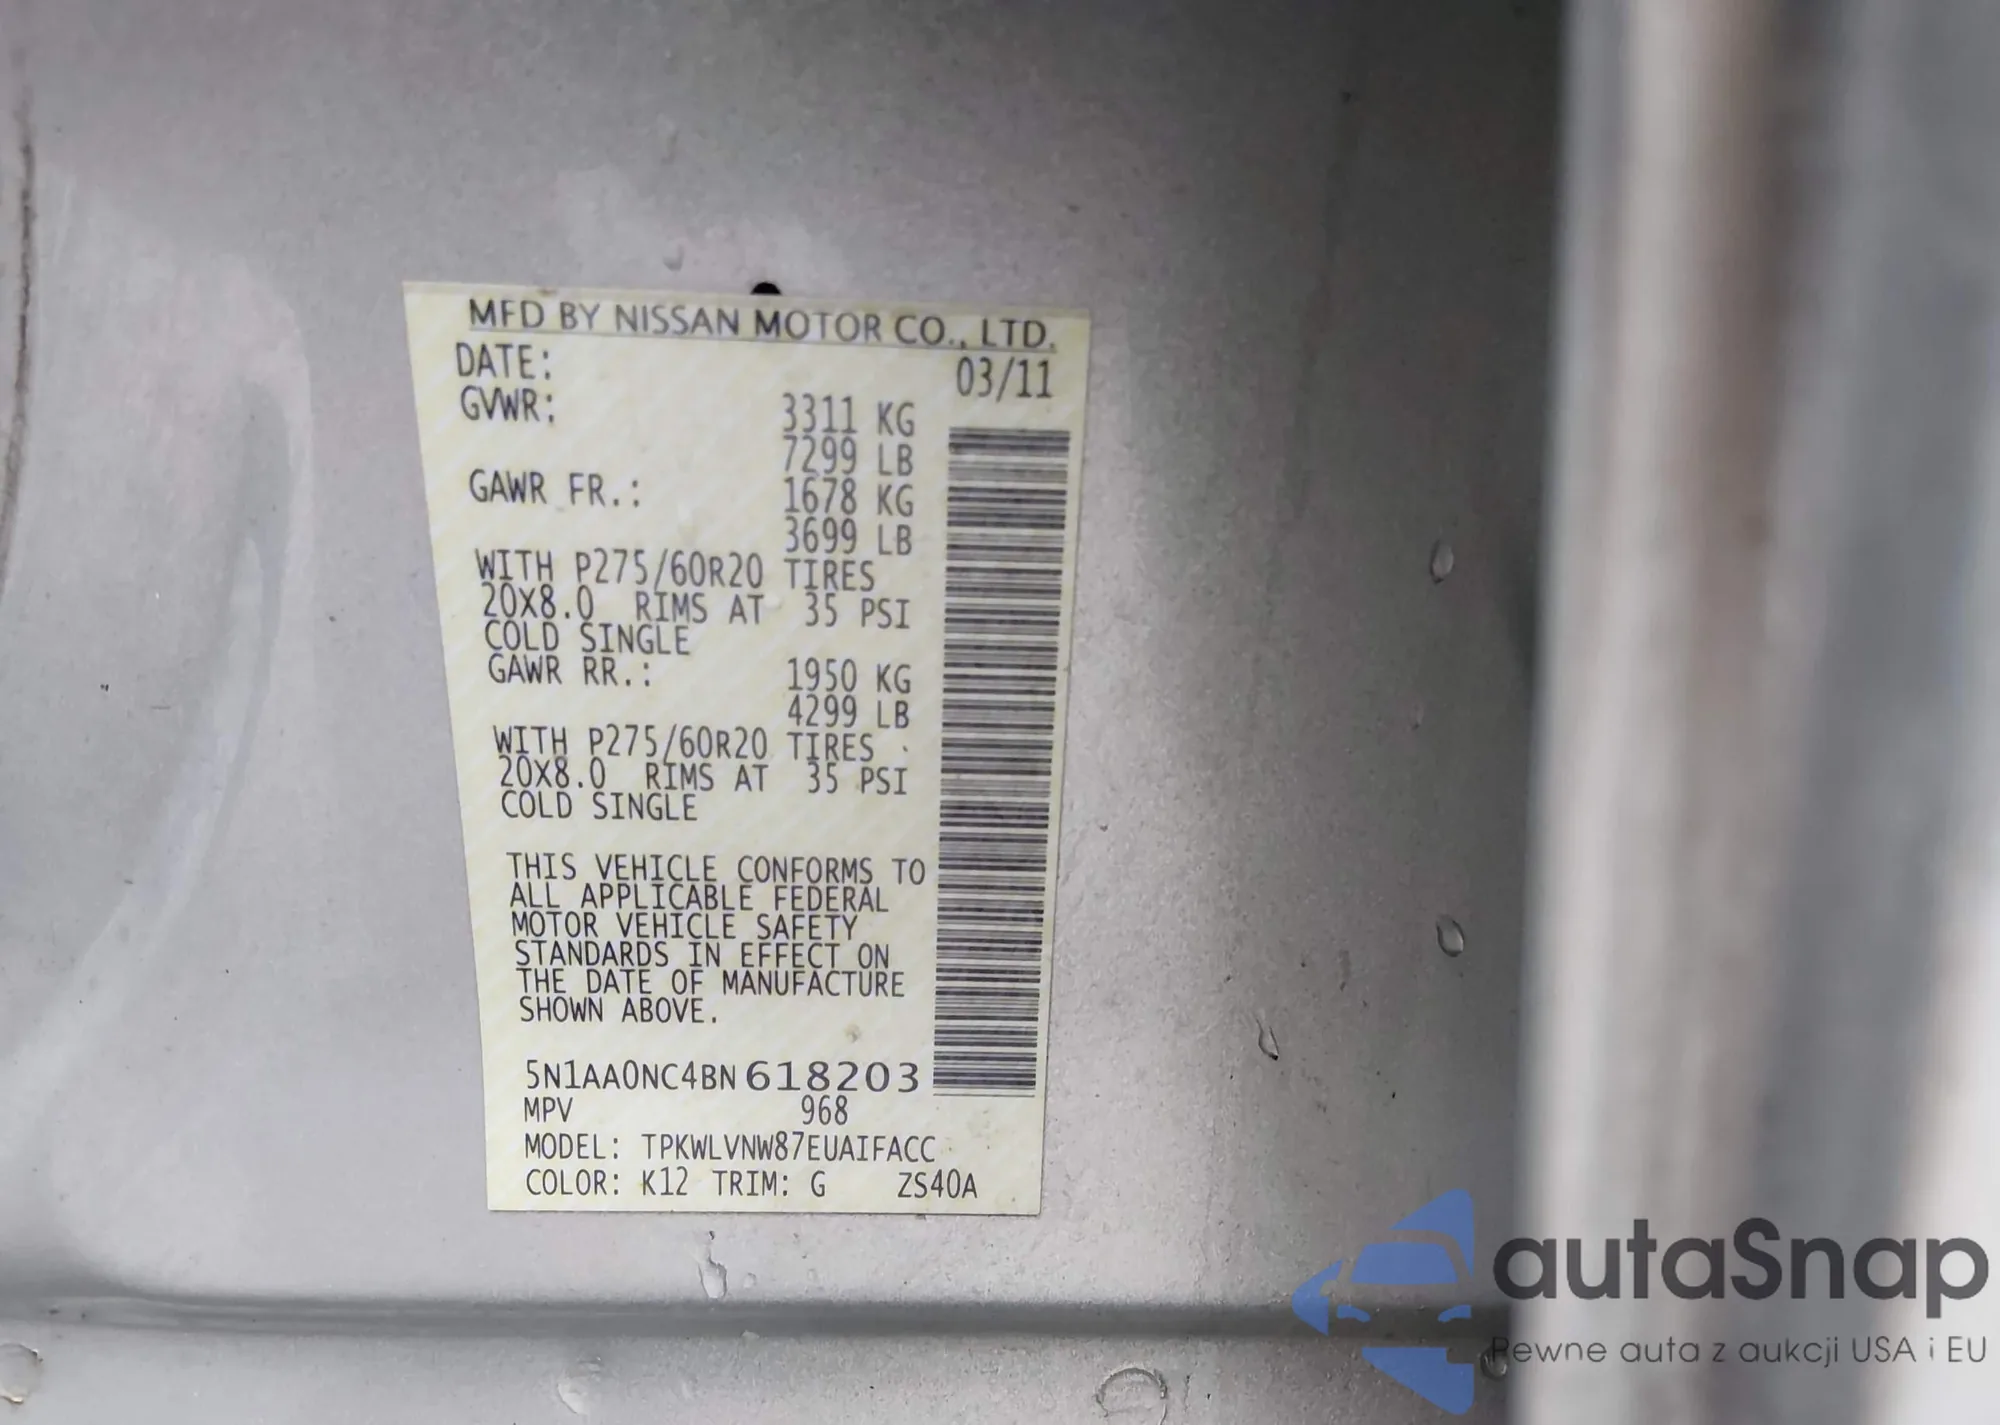 MFD BY NISSAN MOTOR CO., LTD.
DATE: 03/11
GVWR: 3311 KG
7299 LB
GAWR FR.: 1678 KG
3699 LB
WITH P275/60R20 TIRES
20X8.0 RIMS AT 35 PSI
COLD SINGLE
GAWR RR.: 1950 KG
4299 LB
WITH P275/60R20 TIRES
20X8.0 RIMS AT 35 PSI
COLD SINGLE
THIS VEHICLE CONFORMS TO
ALL APPLICABLE FEDERAL
MOTOR VEHICLE SAFETY
STANDARDS IN EFFECT ON
THE DATE OF MANUFACTURE
SHOWN ABOVE.
5N1AA0NC4BN618203
MPV 968
MODEL: TPKWLVNW87EUAIFACC
COLOR: K12 TRIM: G ZS40A
autaSnap
Pewne auta z aukcji USA i EU